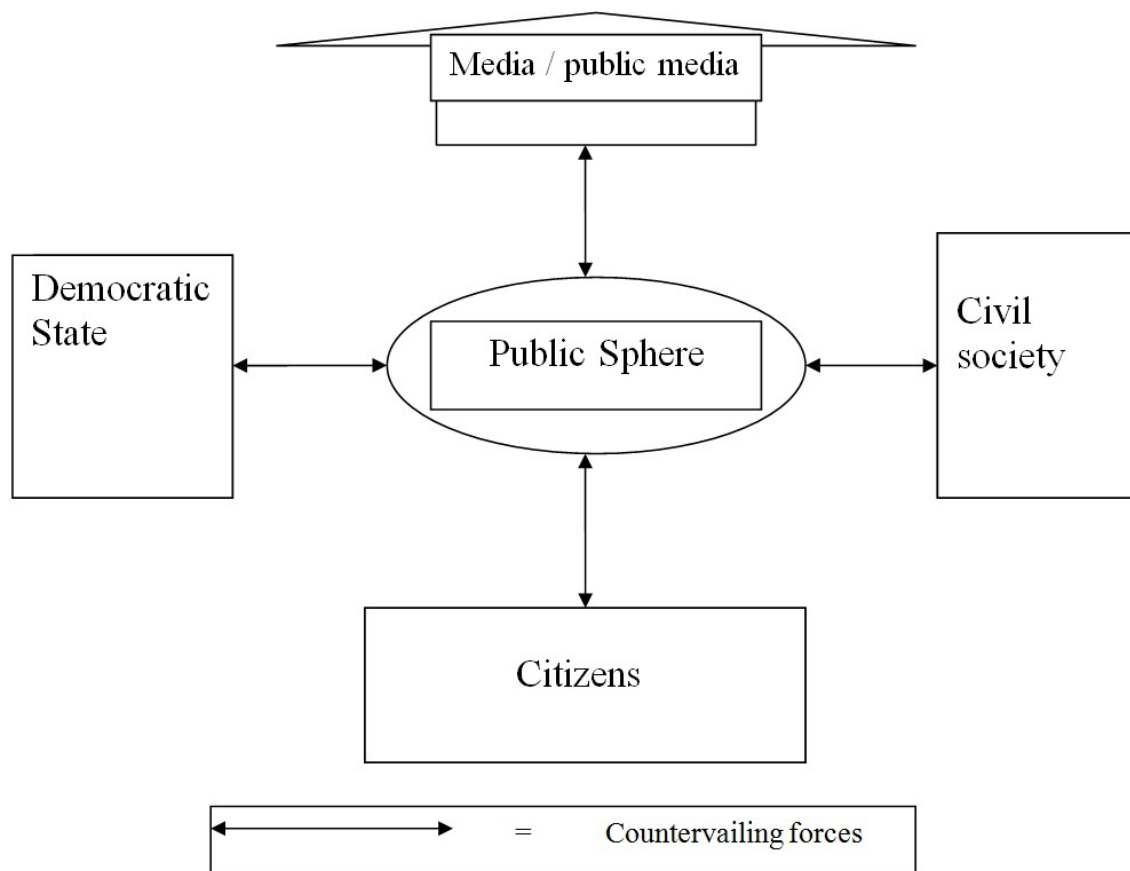 Media / public media
Democratic
State
Public Sphere
Civil
society
Citizens
= Countervailing forces